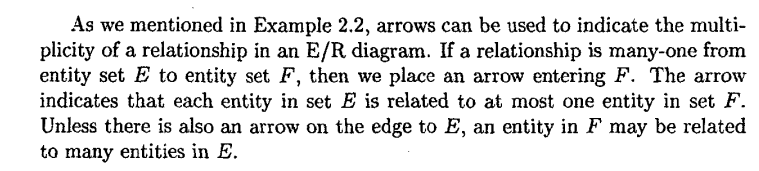 As we mentioned in Example 2.2, arrows can be used to indicate the multi-
plicity of a relationship in an E/R diagram. If a relationship is many-one from
entity set E to entity set F, then we place an arrow entering F. The arrow
indicates that each entity in set E is related to at most one entity in set F.
Unless there is also an arrow on the edge to E, an entity in F may be related
to many entities in E.